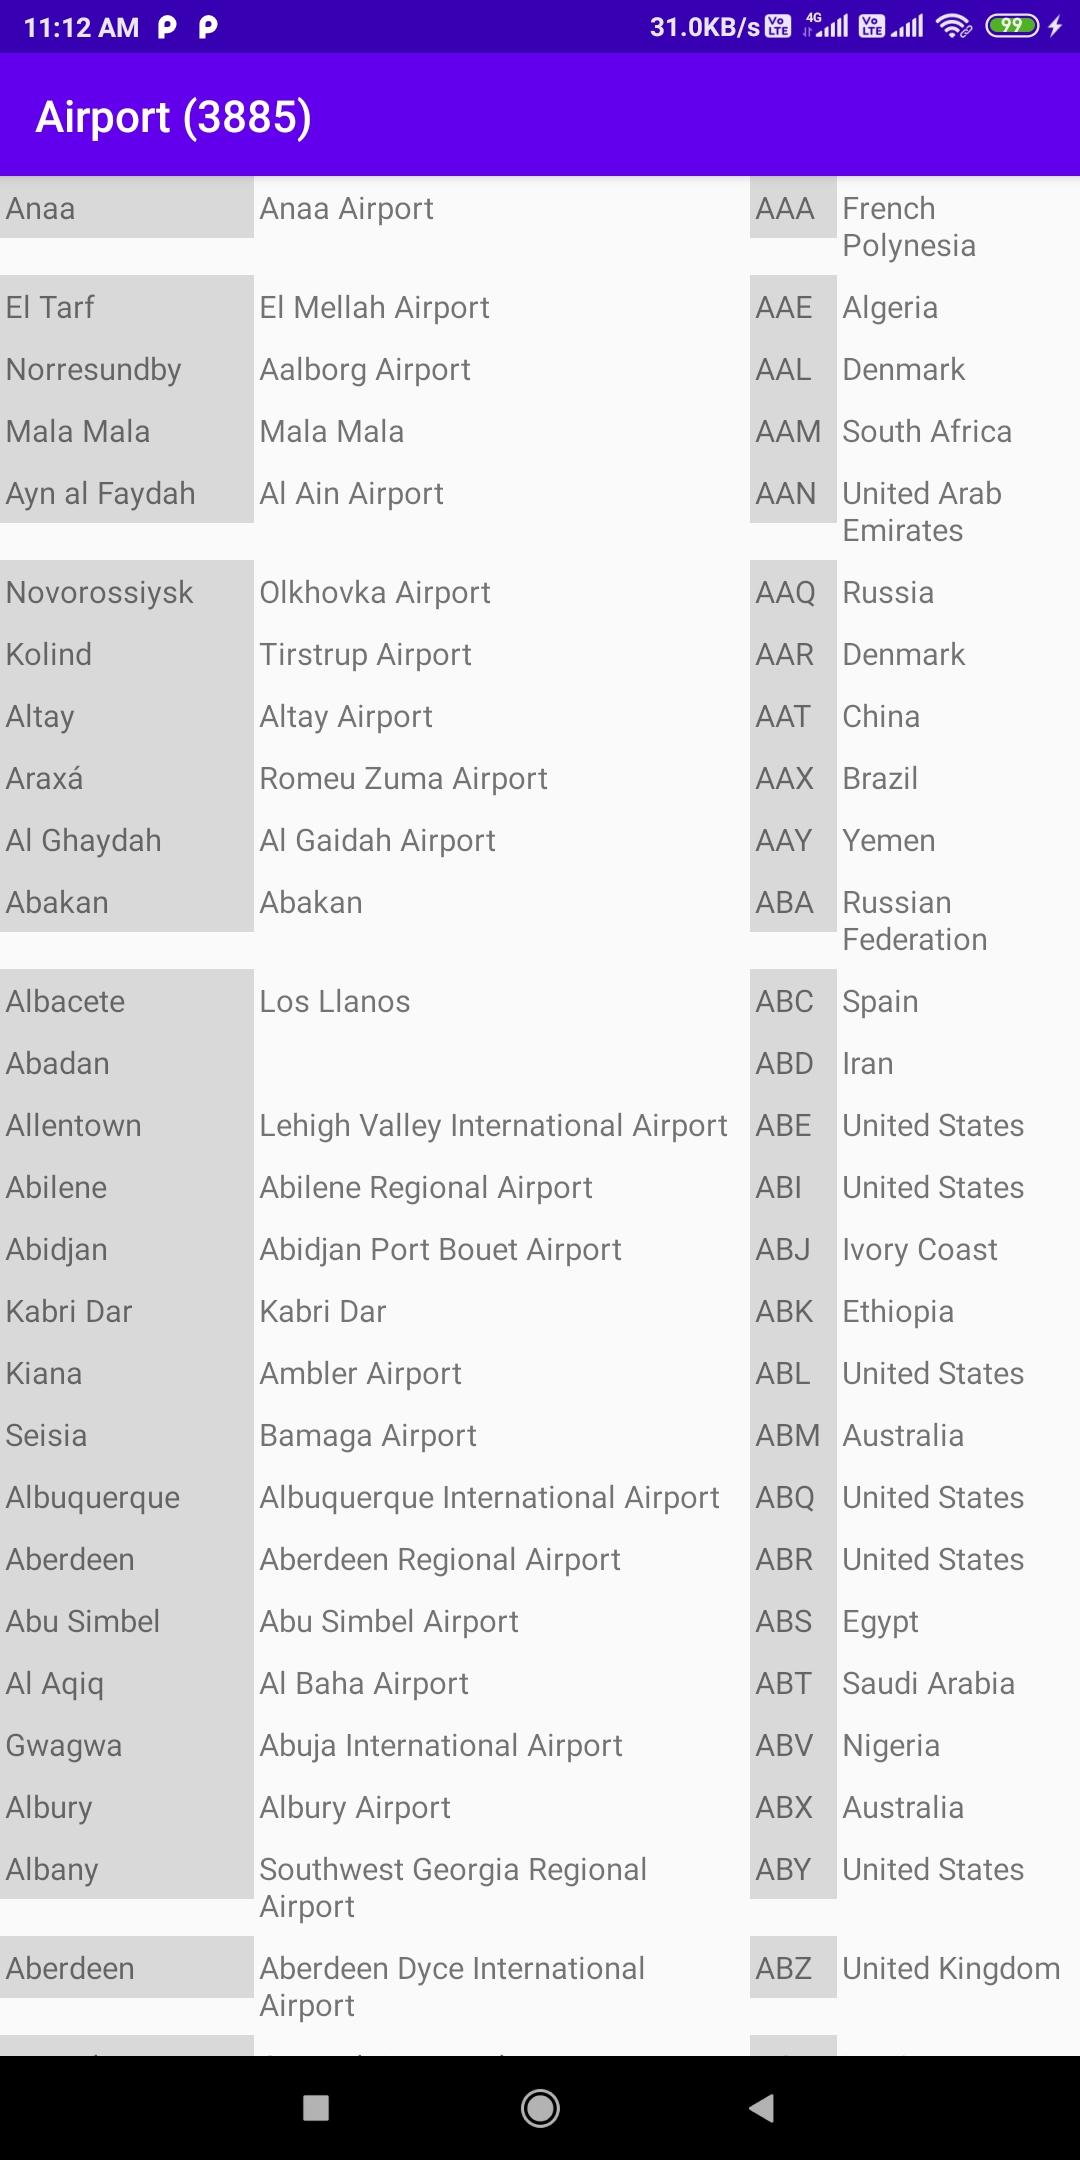 11:12 AM 31.0KB/s Vo LTE 4G Vo LTE 99
Airport (3885)
Anaa Anaa Airport AAA French
Polynesia
El Tarf El Mellah Airport AAE Algeria
Norresundby Aalborg Airport AAL Denmark
Mala Mala Mala Mala AAM South Africa
Ayn al Faydah Al Ain Airport AAN United Arab
Emirates
Novorossiysk Olkhovka Airport AAQ Russia
Kolind Tirstrup Airport AAR Denmark
Altay Altay Airport AAT China
Araxá Romeu Zuma Airport AAX Brazil
Al Ghaydah Al Gaidah Airport AAY Yemen
Abakan Abakan ABA Russian
Federation
Albacete Los Llanos ABC Spain
Abadan ABD Iran
Allentown Lehigh Valley International Airport ABE United States
Abilene Abilene Regional Airport ABI United States
Abidjan Abidjan Port Bouet Airport ABJ Ivory Coast
Kabri Dar Kabri Dar ABK Ethiopia
Kiana Ambler Airport ABL United States
Seisia Bamaga Airport ABM Australia
Albuquerque Albuquerque International Airport ABQ United States
Aberdeen Aberdeen Regional Airport ABR United States
Abu Simbel Abu Simbel Airport ABS Egypt
Al Aqiq Al Baha Airport ABT Saudi Arabia
Gwagwa Abuja International Airport ABV Nigeria
Albury Albury Airport ABX Australia
Albany Southwest Georgia Regional ABY United States
Airport
Aberdeen Aberdeen Dyce International ABZ United Kingdom
Airport